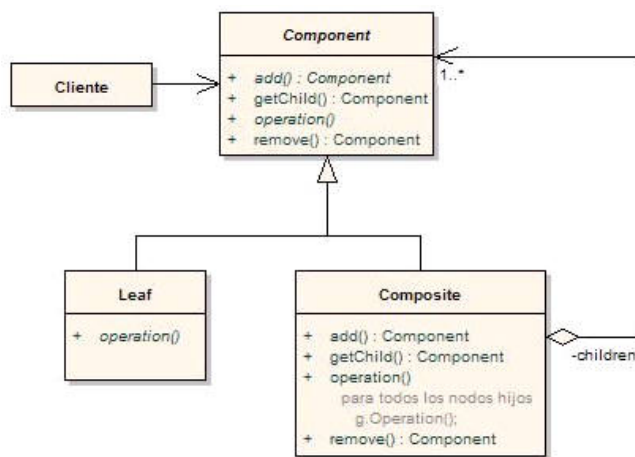 Component
+ add() : Component
+ getChild() : Component
+ operation()
+ remove() : Component
1..*
Cliente
Leaf
+ operation()
Composite
+ add() : Component
+ getChild() : Component
+ operation()
para todos los nodos hijos
g.Operation();
+ remove() : Component
-children